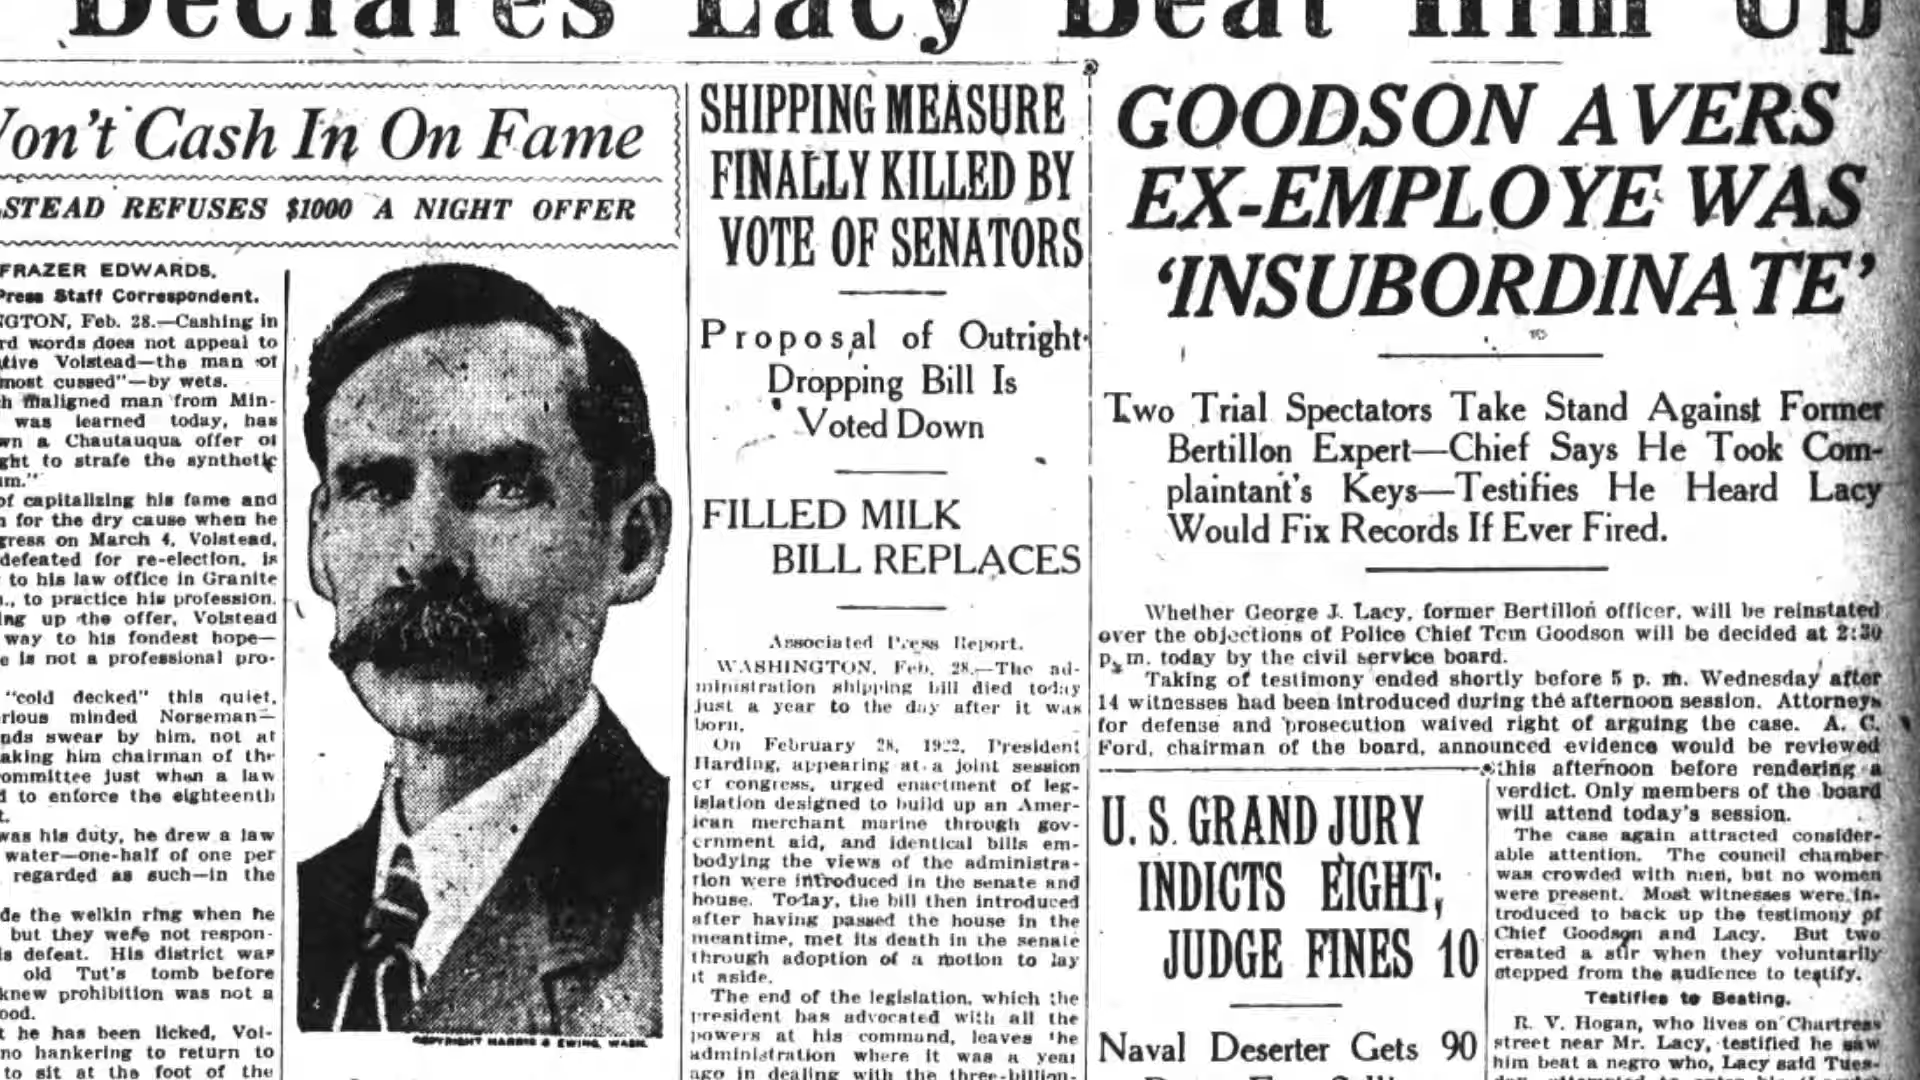 Declares Lacy Beat Him Up
on't Cash In On Fame
STEAD REFUSES $1000 A NIGHT OFFER
FRAZER EDWARDS,
Press Staff Correspondent.
NGTON, Feb. 28.—Cashing in
rd words does not appeal to
ative Volstead—the man of
most cussed"—by wets.
h maligned man from Min-
was learned today, has
wn a Chautauqua offer of
ght to strafe the synthetic
um."
of capitalizing his fame and
n for the dry cause when he
gress on March 4, Volstead,
defeated for re-election, is
to his law office in Granite
., to practice his profession.
ing up the offer, Volstead
way to his fondest hope—
e is not a professional pro-
"cold decked" this quiet,
rious minded Norseman—
nds swear by him, not at
aking him chairman of the
ommittee just when a law
d to enforce the eighteenth
t.
was his duty, he drew a law
water—one-half of one per
regarded as such—in the
de the welkin ring when he
but they were not respon-
is defeat. His district was
old Tut's tomb before
knew prohibition was not a
ood.
t he has been licked, Vol-
no hankering to return to
to sit at the foot of the
COPYRIGHT HARRIS & EWING, WASH.
SHIPPING MEASURE
FINALLY KILLED BY
VOTE OF SENATORS
Proposal of Outright
Dropping Bill Is
Voted Down
FILLED MILK
BILL REPLACES
Associated Press Report.
WASHINGTON, Feb. 28.—The ad-
ministration shipping bill died today
just a year to the day after it was
born.
On February 28, 1922, President
Harding, appearing at a joint session
of congress, urged enactment of leg-
islation designed to build up an Amer-
ican merchant marine through gov-
ernment aid, and identical bills em-
bodying the views of the administra-
tion were introduced in the senate and
house. Today, the bill then introduced
after having passed the house in the
meantime, met its death in the senate
through adoption of a motion to lay
it aside.
The end of the legislation, which the
president has advocated with all the
powers at his command, leaves the
administration where it was a year
ago in dealing with the three-billion-
GOODSON AVERS
EX-EMPLOYE WAS
'INSUBORDINATE'
Two Trial Spectators Take Stand Against Former
Bertillon Expert—Chief Says He Took Com-
plaintant's Keys—Testifies He Heard Lacy
Would Fix Records If Ever Fired.
Whether George J. Lacy, former Bertillon officer, will be reinstated
over the objections of Police Chief Tom Goodson will be decided at 2:30
p. m. today by the civil service board.
Taking of testimony ended shortly before 5 p. m. Wednesday after
14 witnesses had been introduced during the afternoon session. Attorneys
for defense and prosecution waived right of arguing the case. A. C.
Ford, chairman of the board, announced evidence would be reviewed
this afternoon before rendering a
verdict. Only members of the board
will attend today's session.
The case again attracted consider-
able attention. The council chamber
was crowded with men, but no women
were present. Most witnesses were in-
troduced to back up the testimony of
Chief Goodson and Lacy. But two
created a stir when they voluntarily
stepped from the audience to testify.
Testifies to Beating.
R. V. Hogan, who lives on Chartress
street near Mr. Lacy, testified he saw
him beat a negro who, Lacy said Tues-
U. S. GRAND JURY
INDICTS EIGHT;
JUDGE FINES 10
Naval Deserter Gets 90